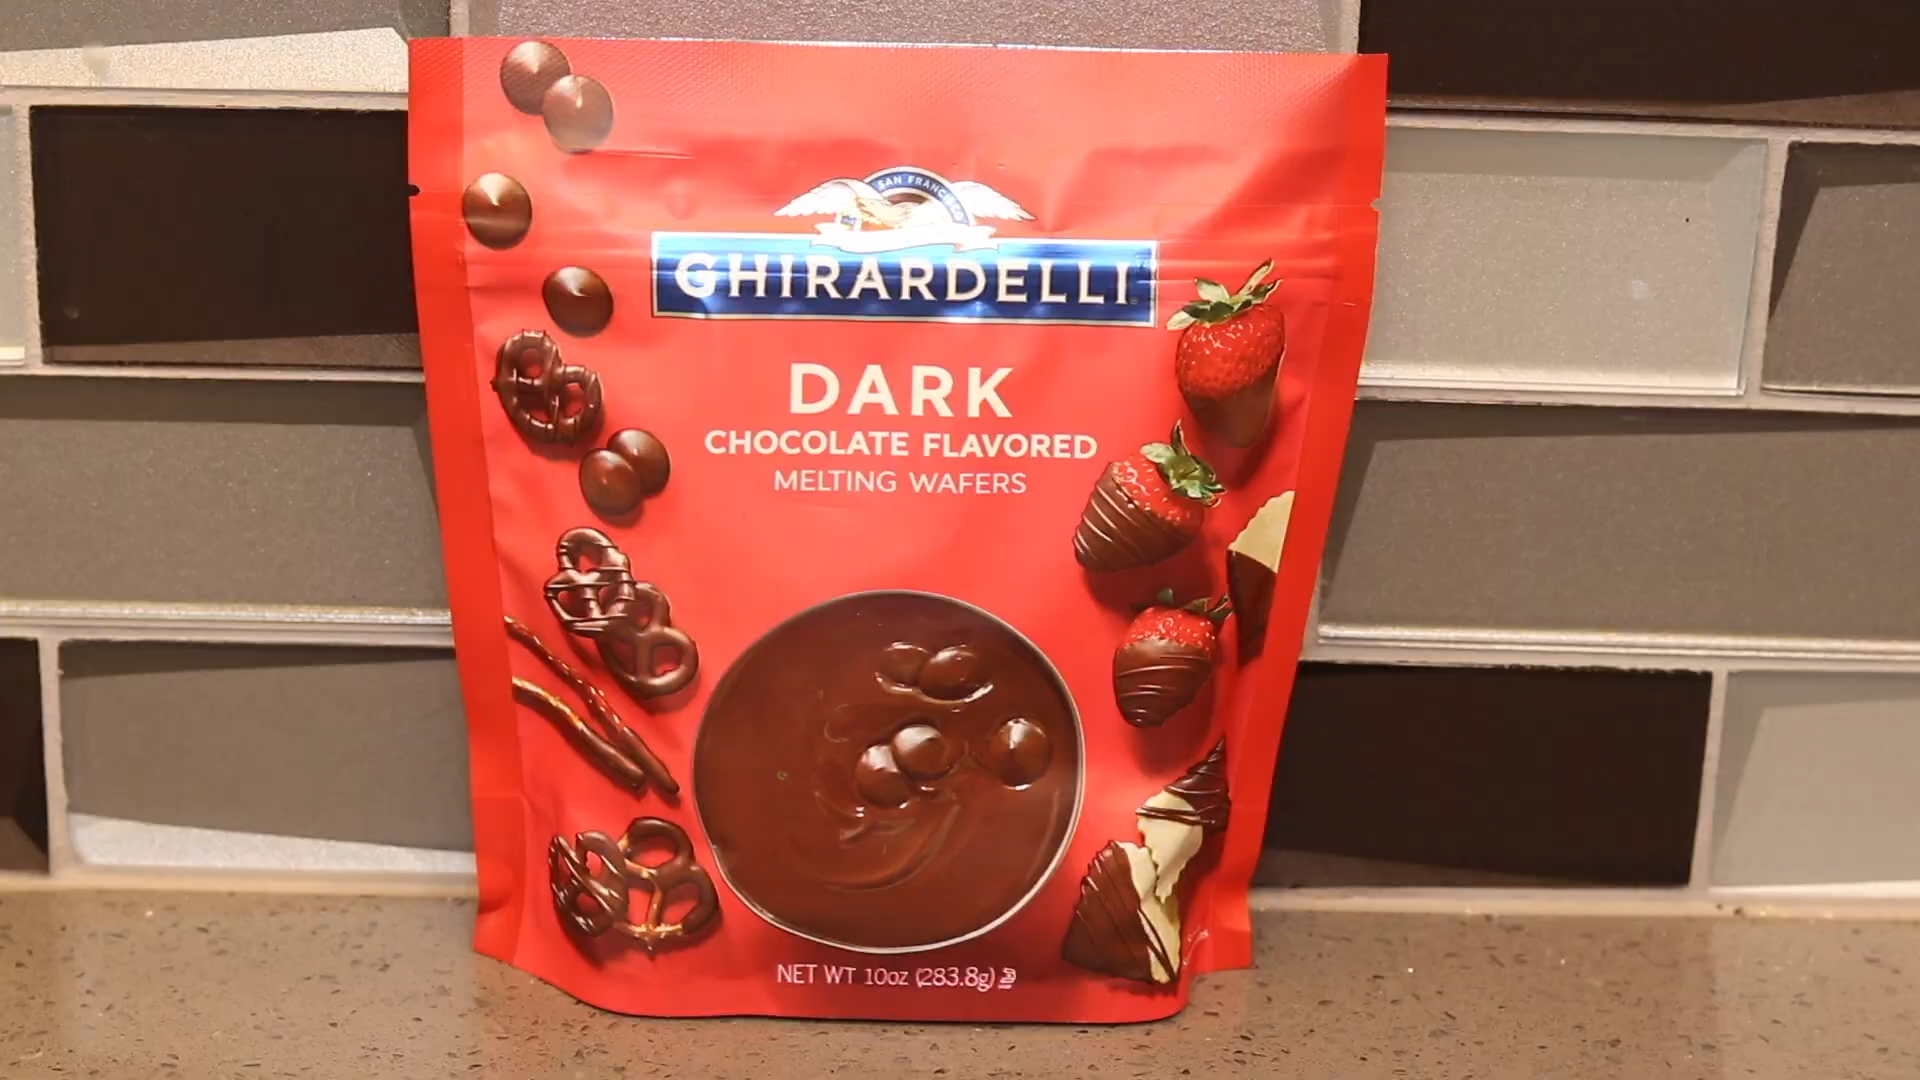 SAN FRANCISCO
GHIRARDELLI
DARK
CHOCOLATE FLAVORED
MELTING WAFERS
NET WT 10oz (283.8g)